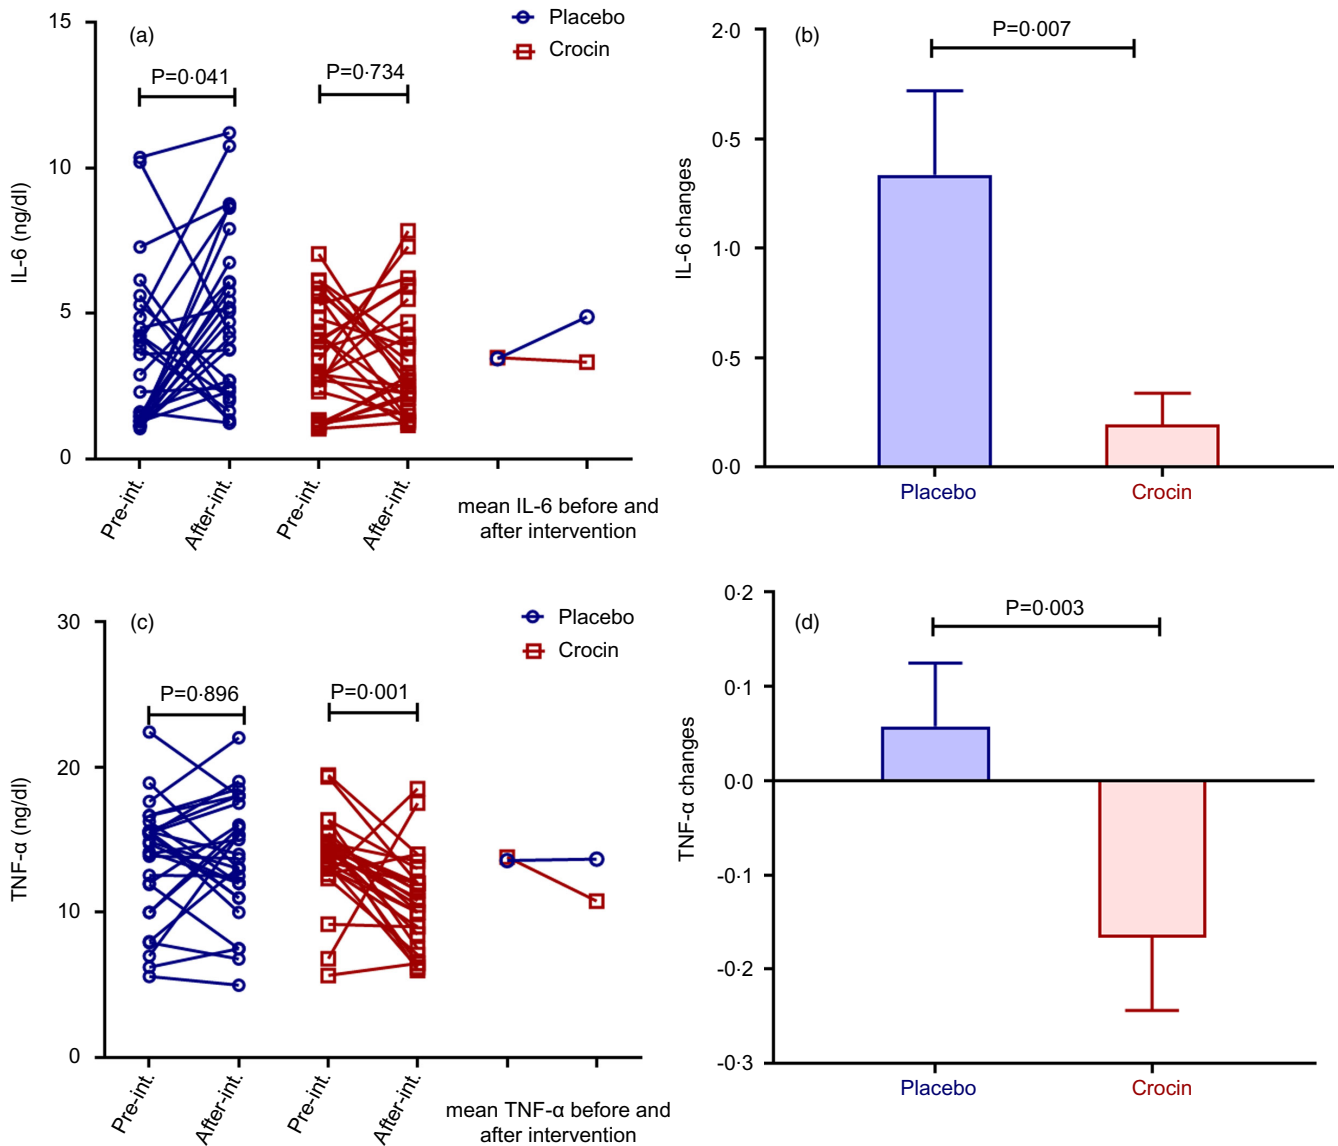 (a)
Placebo
Crocin
P=0·041
P=0·734
15
10
5
0
IL-6 (ng/dl)
Pre-int.
After-int.
Pre-int.
After-int.
mean IL-6 before and
after intervention
(b)
P=0·007
2·0
0·5
1·0
0·5
0·0
IL-6 changes
Placebo
Crocin
(c)
Placebo
Crocin
P=0·896
P=0·001
30
20
10
0
TNF-α (ng/dl)
Pre-int.
After-int.
Pre-int.
After-int.
mean TNF-α before and
after intervention
(d)
P=0·003
0·2
0·1
0·0
-0·1
-0·2
-0·3
TNF-α changes
Placebo
Crocin